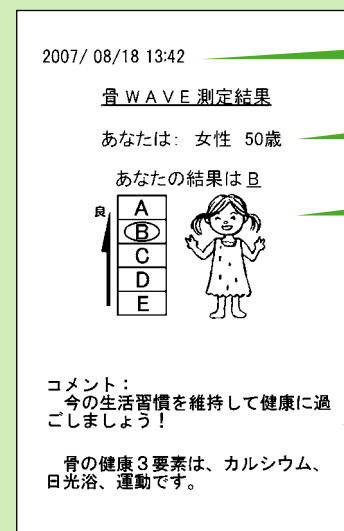 2007/ 08/18 13:42
骨ＷＡＶＥ測定結果
あなたは： 女性 50歳
あなたの結果は B
良
A
B
C
D
E
コメント：
　今の生活習慣を維持して健康に過
ごしましょう！
　骨の健康３要素は、カルシウム、
日光浴、運動です。